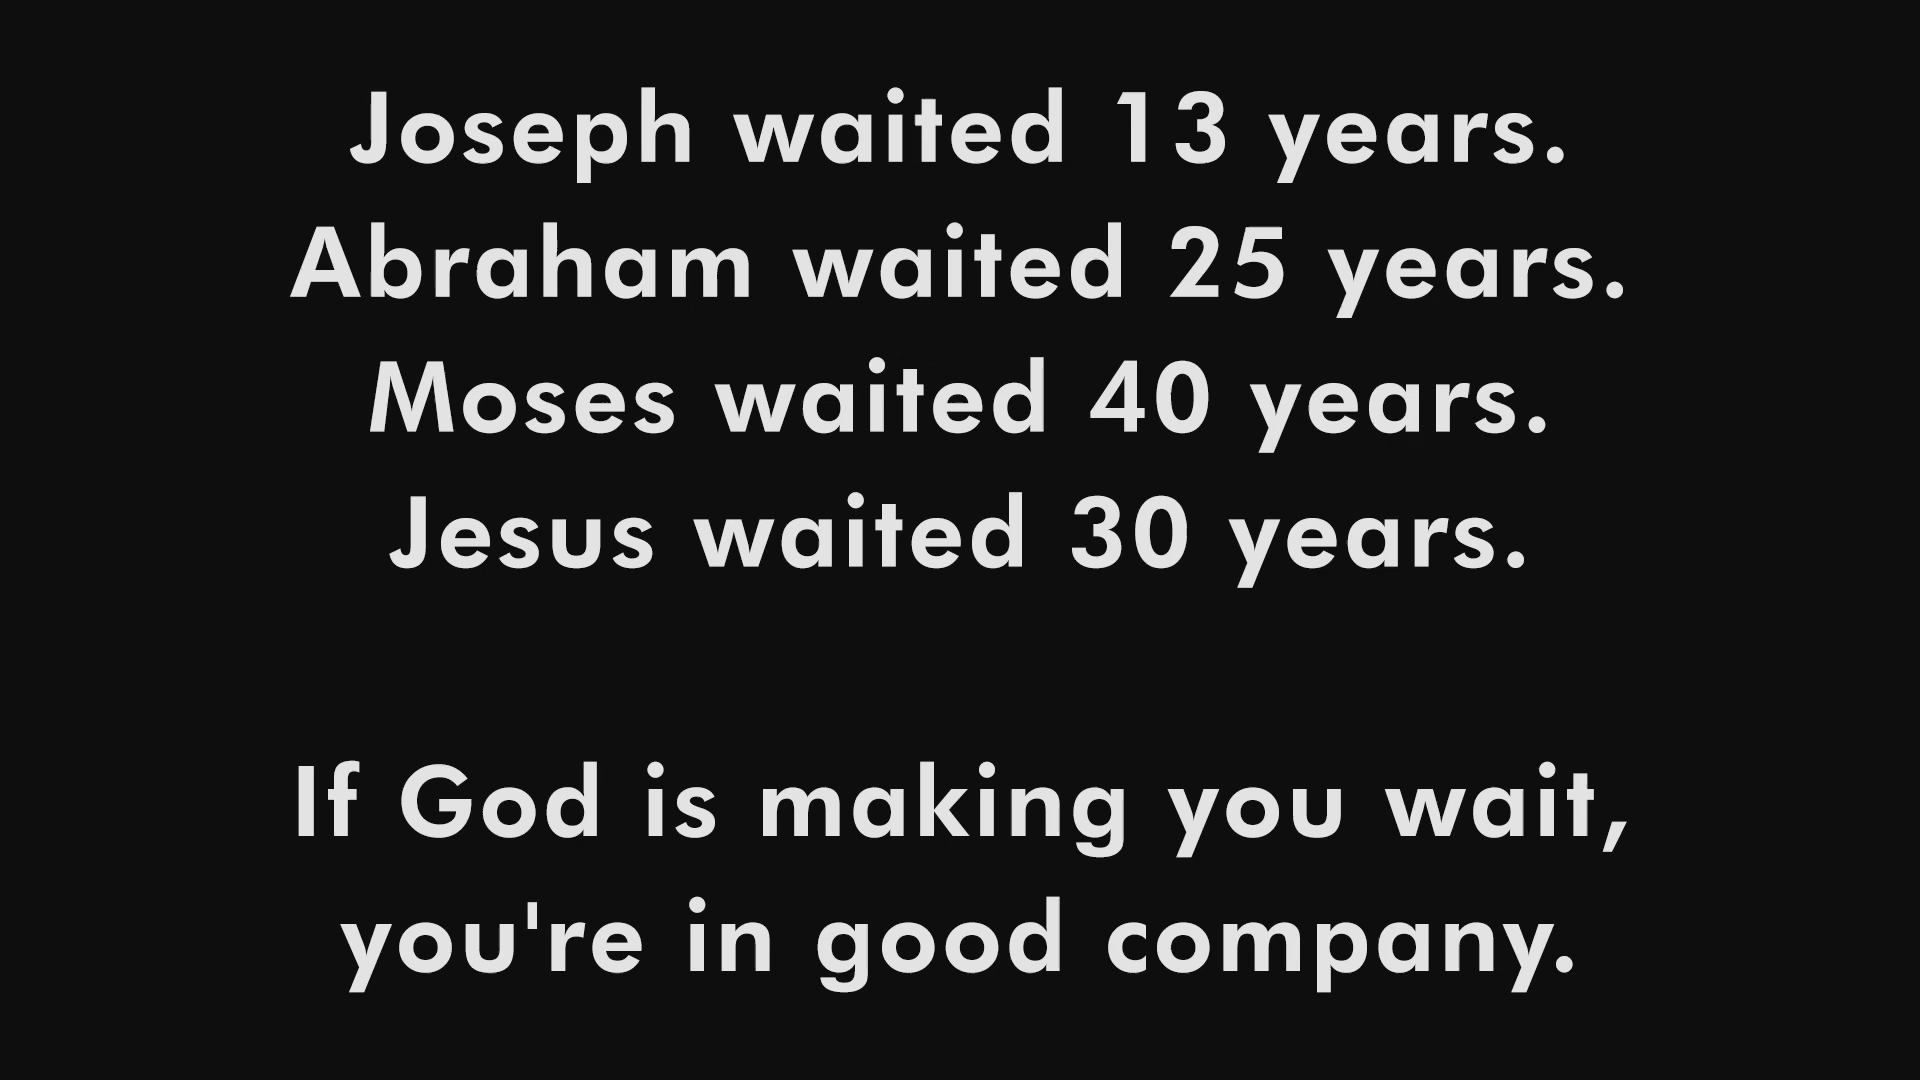 Joseph waited 13 years.
Abraham waited 25 years.
Moses waited 40 years.
Jesus waited 30 years.
If God is making you wait,
you're in good company.